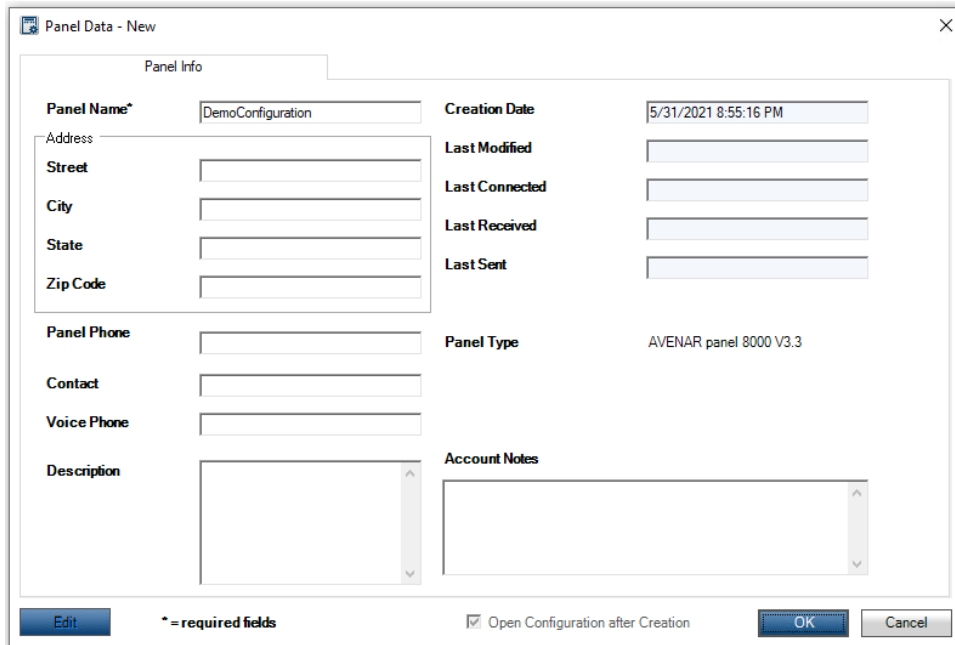 Panel Data - New
Panel Info
Panel Name*
DemoConfiguration
Address
Street
City
State
Zip Code
Panel Phone
Contact
Voice Phone
Description
Creation Date
5/31/2021 8:55:16 PM
Last Modified
Last Connected
Last Received
Last Sent
Panel Type
AVENAR panel 8000 V3.3
Account Notes
Edit
* = required fields
Open Configuration after Creation
OK
Cancel